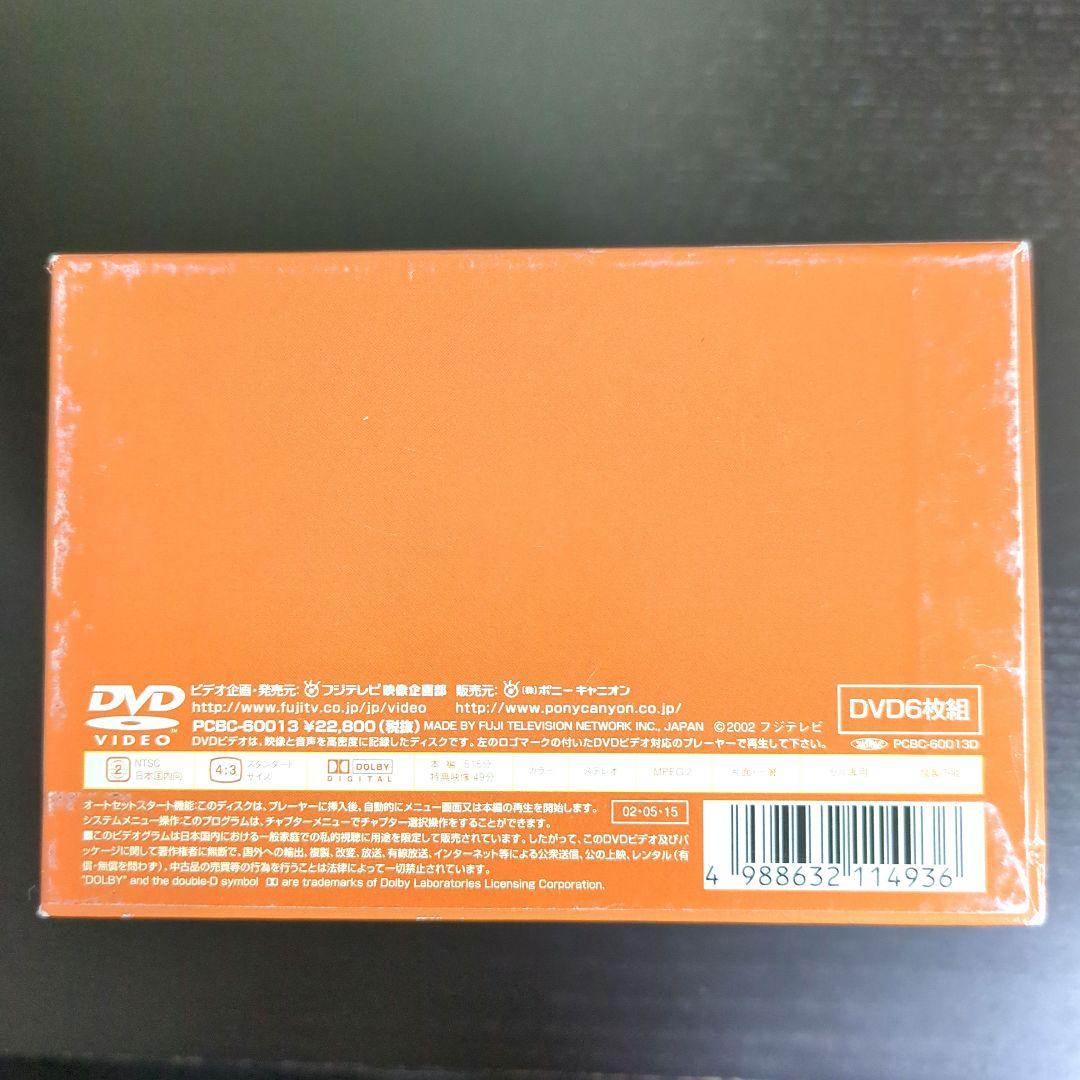 DVD VIDEO
ビデオ企画・発売元: フジテレビ映像企画部 販売元: (株)ポニーキャニオン
http://www.fujitv.co.jp/jp/video http://www.ponycanyon.co.jp/
PCBC-60013 ¥22,800(税抜) MADE BY FUJI TELEVISION NETWORK INC., JAPAN ©2002 フジテレビ
DVDビデオは、映像と音声を高密度に記録したディスクです。左のロゴマークの付いたDVDビデオ対応のプレーヤーで再生して下さい。
DVD6枚組
PCBC-60013D
2 NTSC 日本国内向
4:3 スタンダードサイズ
DOLBY DIGITAL
本編 515分
特典映像 49分
カラー ステレオ MPEG2 片面一層
オートセットスタート機能:このディスクは、プレーヤーに挿入後、自動的にメニュー画面又は本編の再生を開始します。
システムメニュー操作:このプログラムは、チャプターメニューでチャプター選択操作をすることができます。
■このビデオグラムは日本国内における一般家庭での私的視聴に用途を限定して販売されています。したがって、このDVDビデオ及びパ
ッケージに関して著作権者に無断で、国外への輸出、複製、改変、放送、有線放送、インターネット等による公衆送信、公の上映、レンタル(有
償・無償を問わず)、中古品の売買等の行為を行うことは法律によって一切禁止されています。
"DOLBY" and the double-D symbol are trademarks of Dolby Laboratories Licensing Corporation.
02・05・15
4 988632 114936